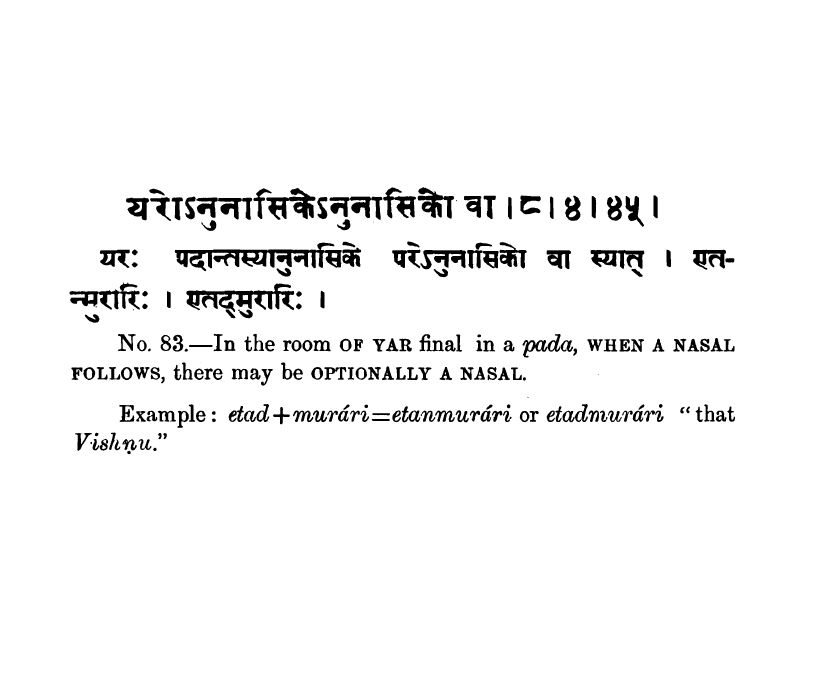 यरोऽनुनासिकेऽनुनासिको वा । ८ । ४ । ४५ ।
यरः पदान्तस्यानुनासिके परेऽनुनासिको वा स्यात् । एत-
न्मुरारिः । एतद्मुरारिः ।
No. 83.—In the room OF YAR final in a pada, WHEN A NASAL
FOLLOWS, there may be OPTIONALLY A NASAL.
Example: etad+murári=etanmurári or etadmurári “that
Vishṇu.”